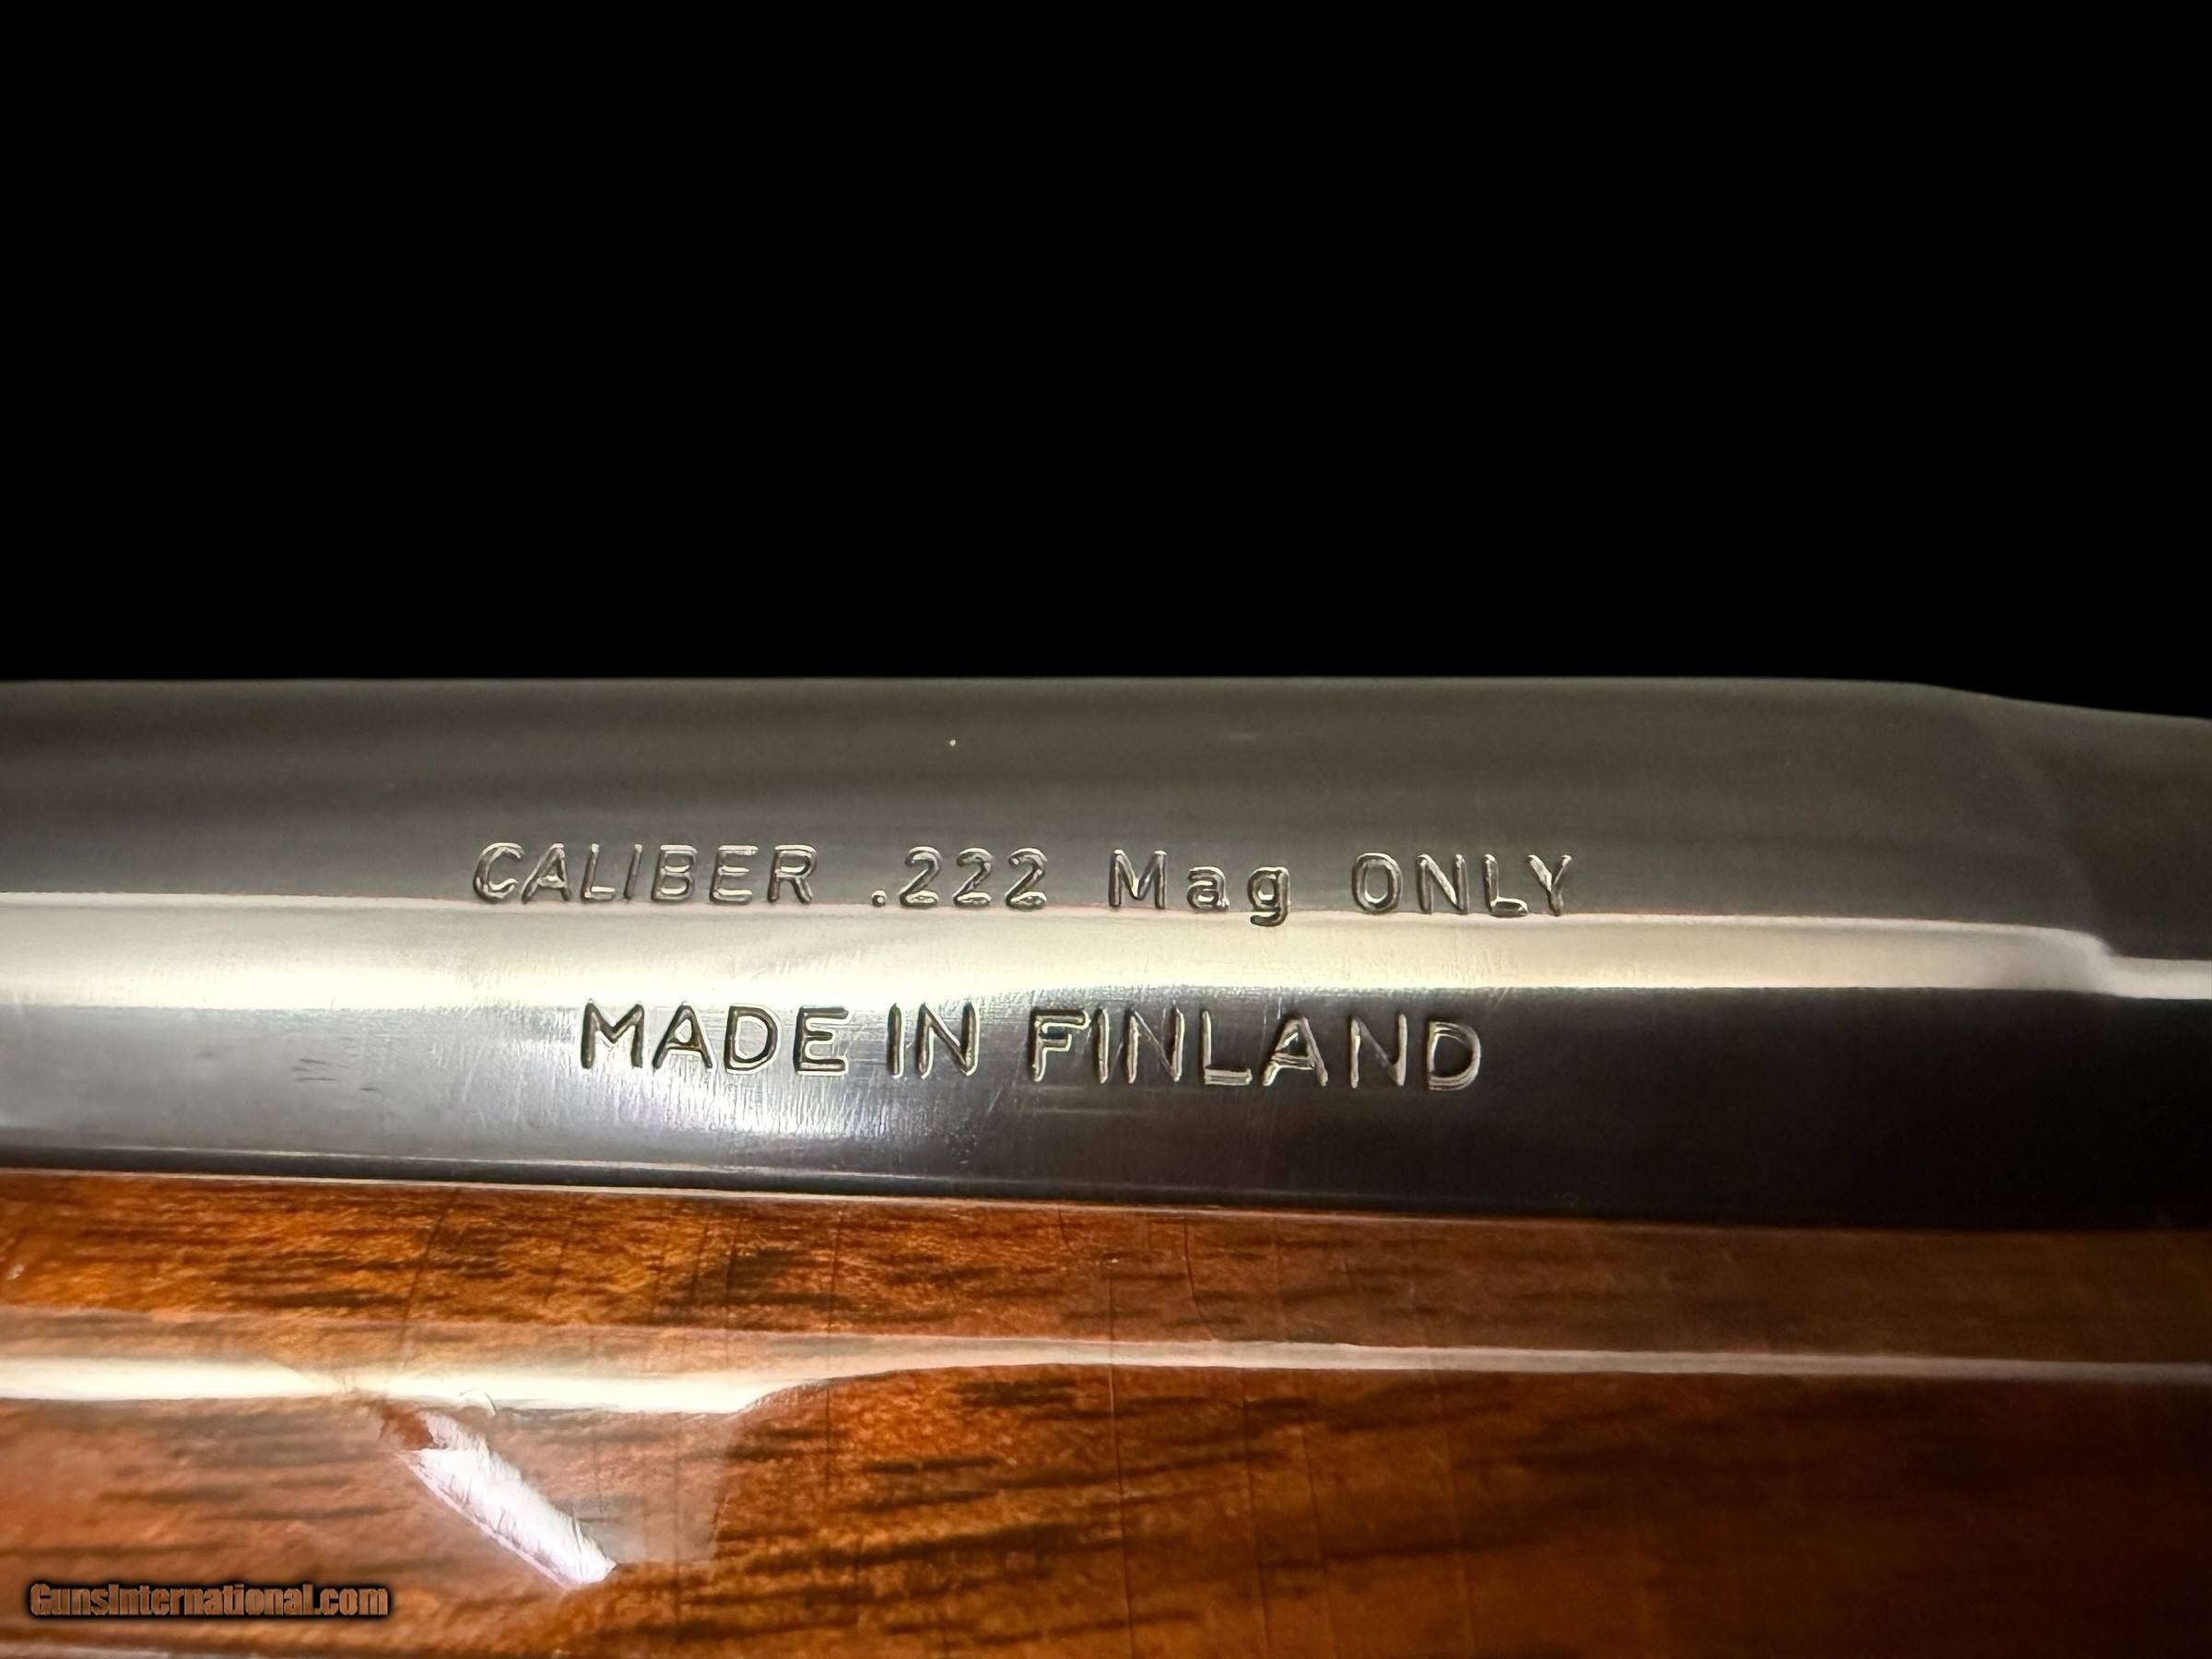 CALIBER .222 Mag ONLY
MADE IN FINLAND
GunsInternational.com